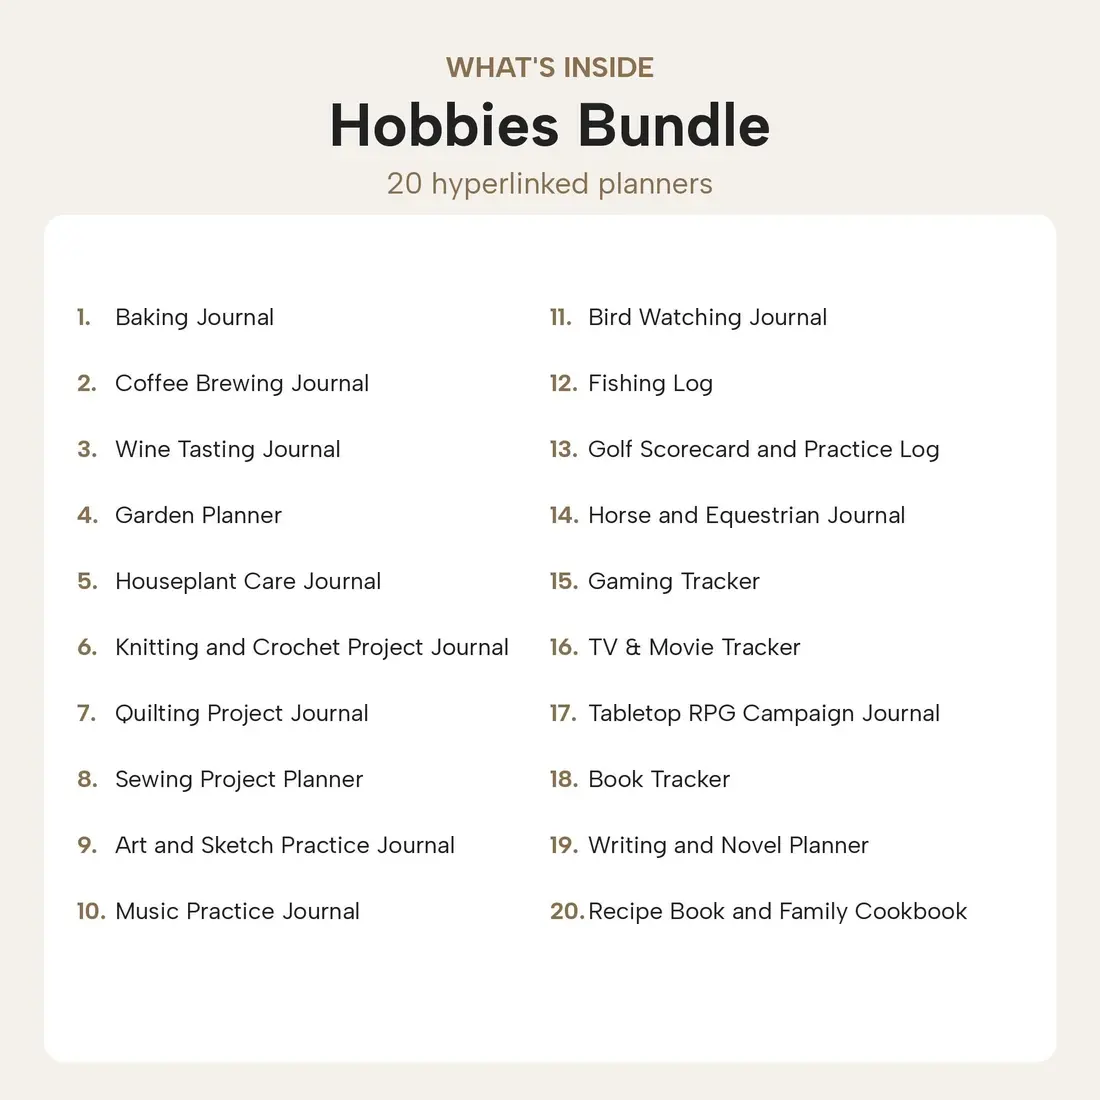 WHAT'S INSIDE
Hobbies Bundle
20 hyperlinked planners
1. Baking Journal
2. Coffee Brewing Journal
3. Wine Tasting Journal
4. Garden Planner
5. Houseplant Care Journal
6. Knitting and Crochet Project Journal
7. Quilting Project Journal
8. Sewing Project Planner
9. Art and Sketch Practice Journal
10. Music Practice Journal
11. Bird Watching Journal
12. Fishing Log
13. Golf Scorecard and Practice Log
14. Horse and Equestrian Journal
15. Gaming Tracker
16. TV & Movie Tracker
17. Tabletop RPG Campaign Journal
18. Book Tracker
19. Writing and Novel Planner
20. Recipe Book and Family Cookbook